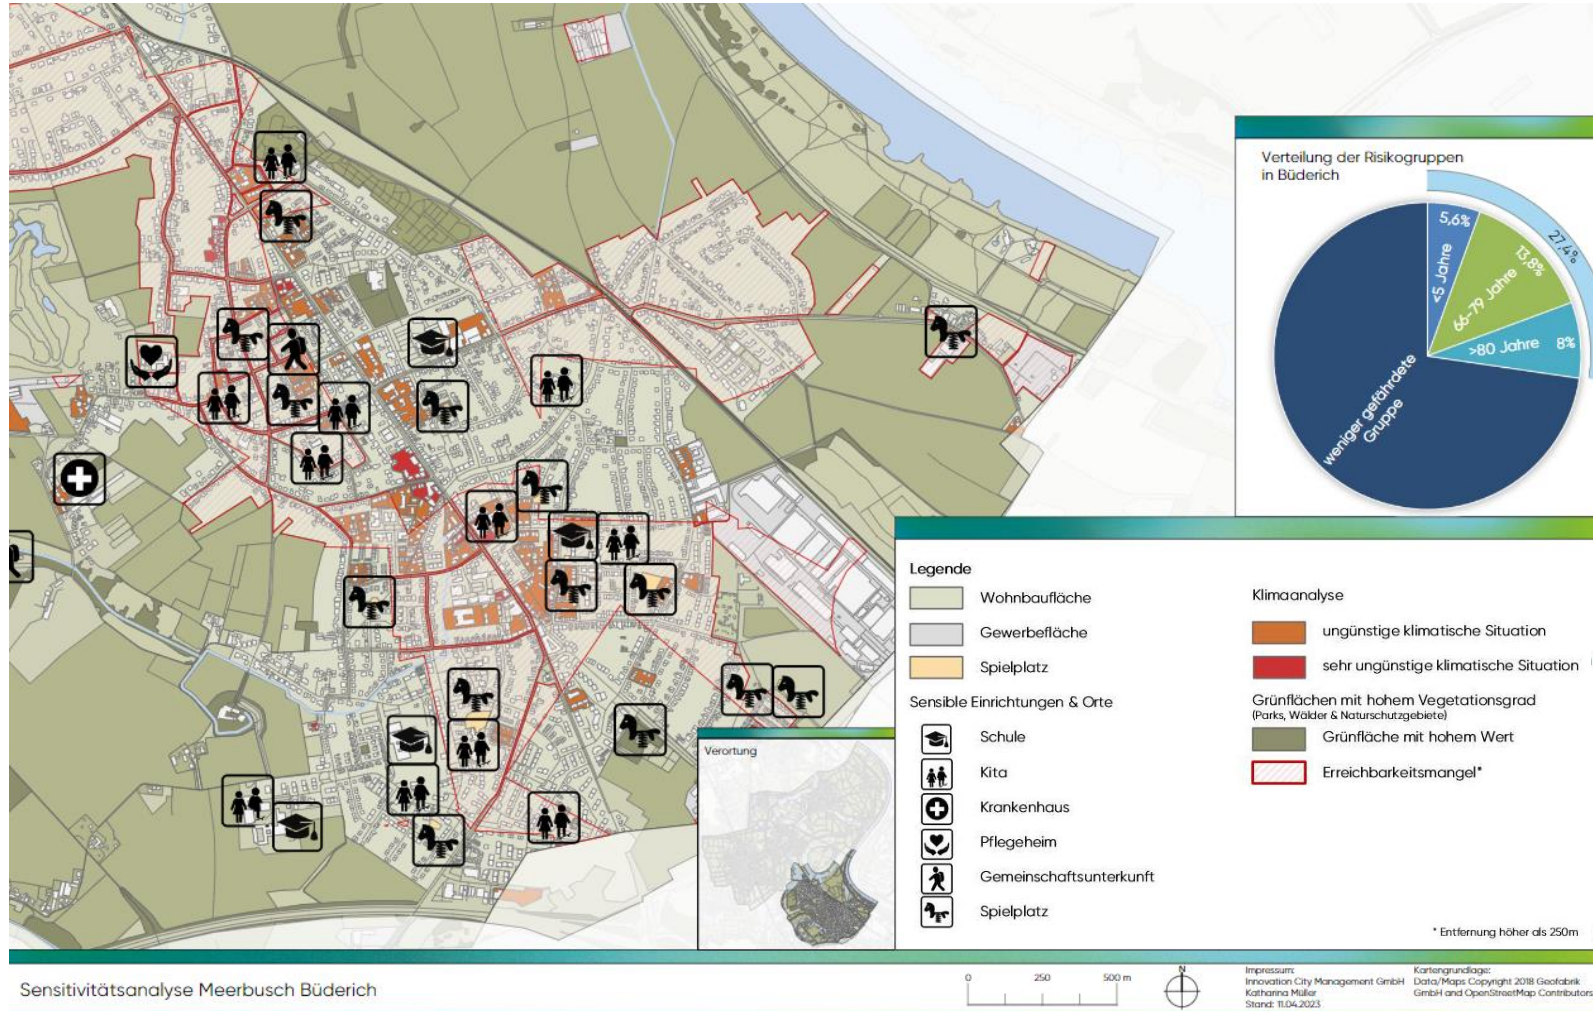 Verteilung der Risikogruppen
in Büderich
5,6%
<5 Jahre
13,8%
66-79 Jahre
27,4%
>80 Jahre 8%
weniger gefährdete
Gruppe
Legende
Wohnbaufläche
Gewerbefläche
Spielplatz
Sensible Einrichtungen & Orte
Schule
Kita
Krankenhaus
Pflegeheim
Gemeinschaftsunterkunft
Spielplatz
Klimaanalyse
ungünstige klimatische Situation
sehr ungünstige klimatische Situation
Grünflächen mit hohem Vegetationsgrad
(Parks, Wälder & Naturschutzgebiete)
Grünfläche mit hohem Wert
Erreichbarkeitsmangel*
* Entfernung höher als 250m
Verortung
Sensitivitätsanalyse Meerbusch Büderich
0 250 500 m
N
Impressum:
Innovation City Management GmbH
Katharina Müller
Stand: 11.04.2023
Kartengrundlage:
Data/Maps Copyright 2018 Geofabrik
GmbH and OpenStreetMap Contributors